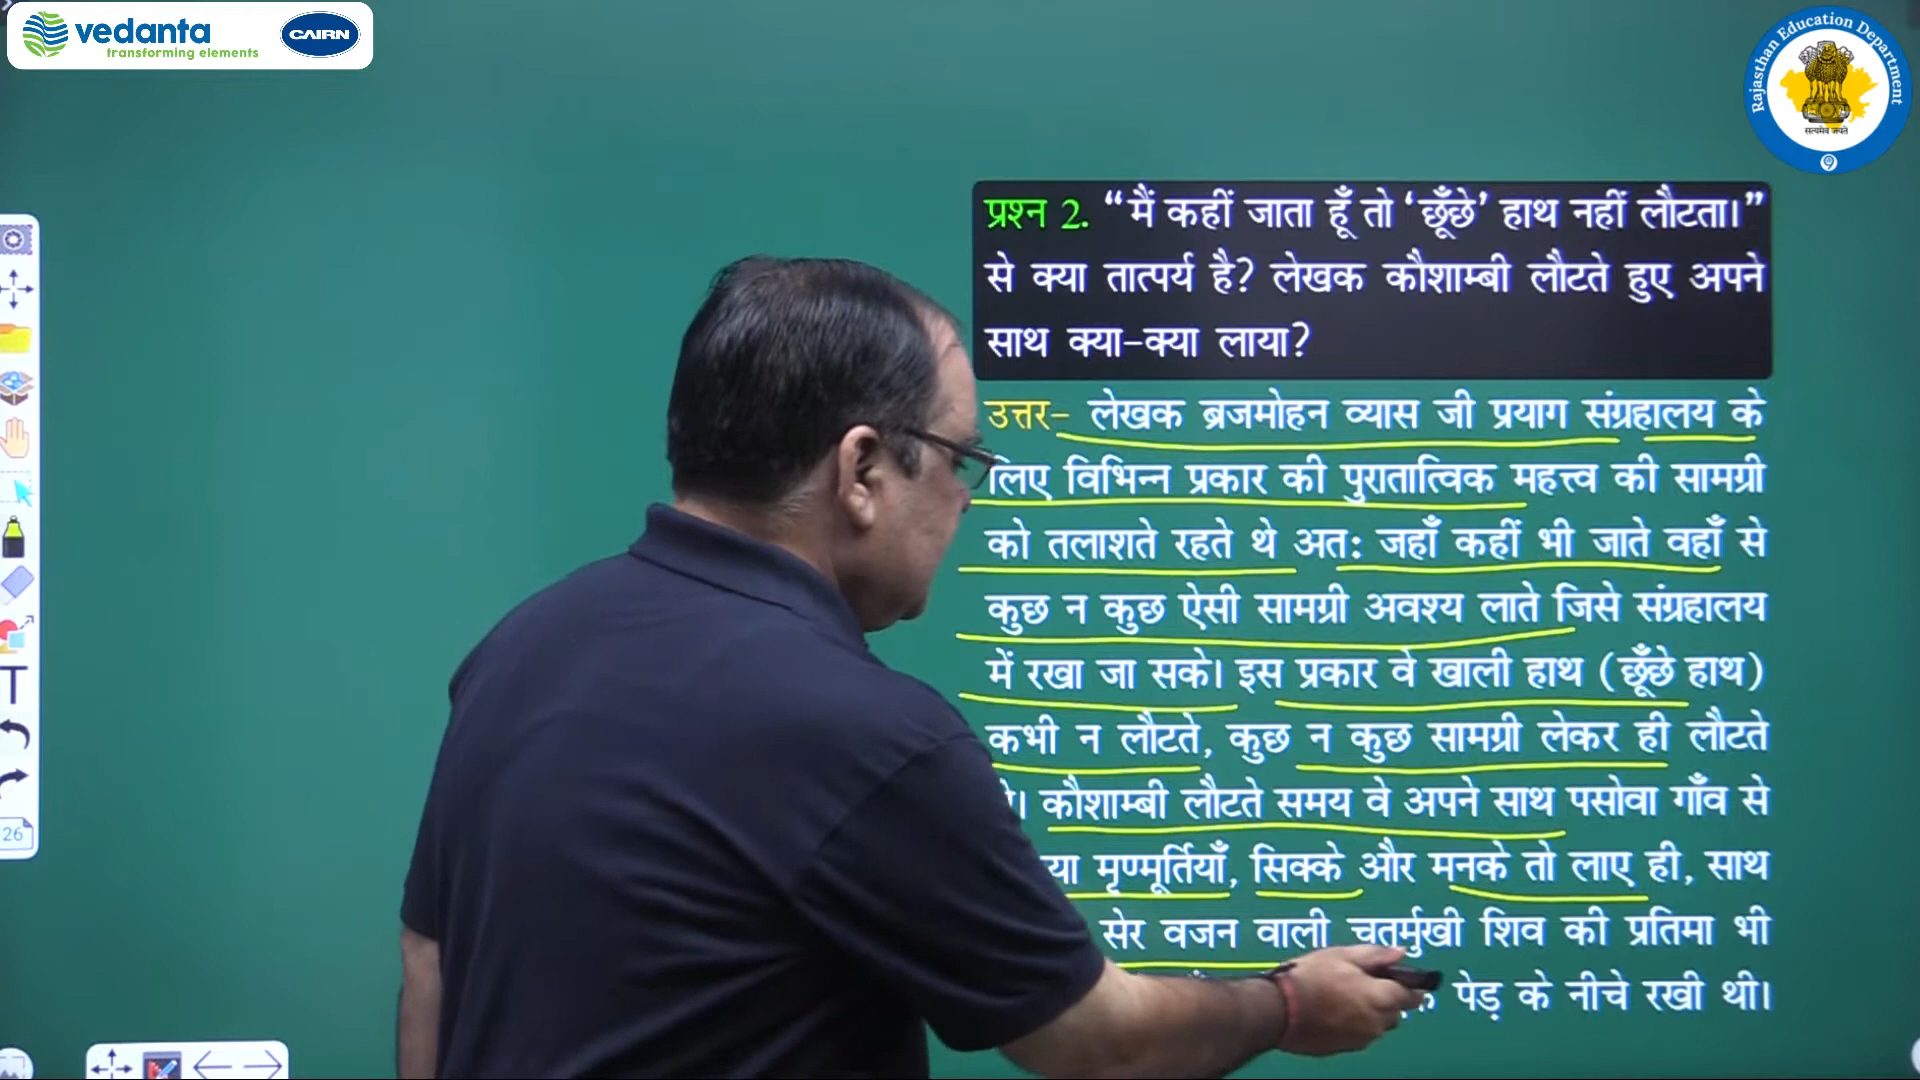 vedanta
transforming elements
CAIRN
Rajasthan Education Department
सत्यमेव जयते
प्रश्न 2. “मैं कहीं जाता हूँ तो ‘छूँछे’ हाथ नहीं लौटता।”
से क्या तात्पर्य है? लेखक कौशाम्बी लौटते हुए अपने
साथ क्या-क्या लाया?
उत्तर- लेखक ब्रजमोहन व्यास जी प्रयाग संग्रहालय के
लिए विभिन्न प्रकार की पुरातात्विक महत्त्व की सामग्री
को तलाशते रहते थे अत: जहाँ कहीं भी जाते वहाँ से
कुछ न कुछ ऐसी सामग्री अवश्य लाते जिसे संग्रहालय
में रखा जा सके। इस प्रकार वे खाली हाथ (छूँछे हाथ)
कभी न लौटते, कुछ न कुछ सामग्री लेकर ही लौटते
कौशाम्बी लौटते समय वे अपने साथ पसोवा गाँव से
मृण्मूर्तियाँ, सिक्के और मनके तो लाए ही, साथ
सेर वजन वाली चतुर्मुखी शिव की प्रतिमा भी
पेड़ के नीचे रखी थी।
T
26